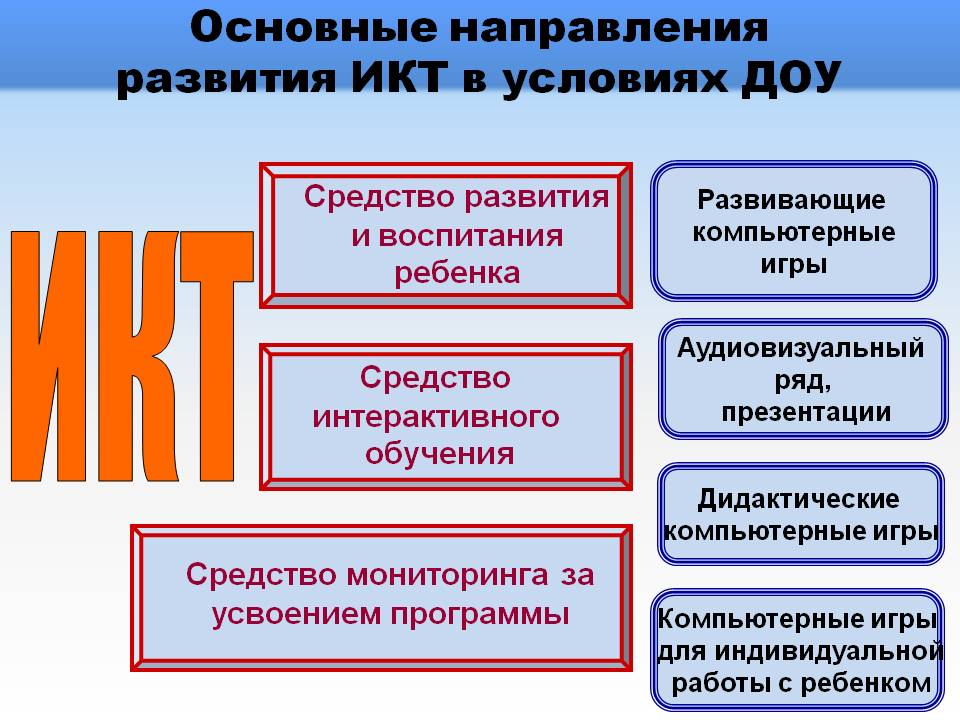 Основные направления
развития ИКТ в условиях ДОУ
ИКТ
Средство развития
и воспитания
ребенка
Средство
интерактивного
обучения
Средство мониторинга за
усвоением программы
Развивающие
компьютерные
игры
Аудиовизуальный
ряд,
презентации
Дидактические
компьютерные игры
Компьютерные игры
для индивидуальной
работы с ребенком